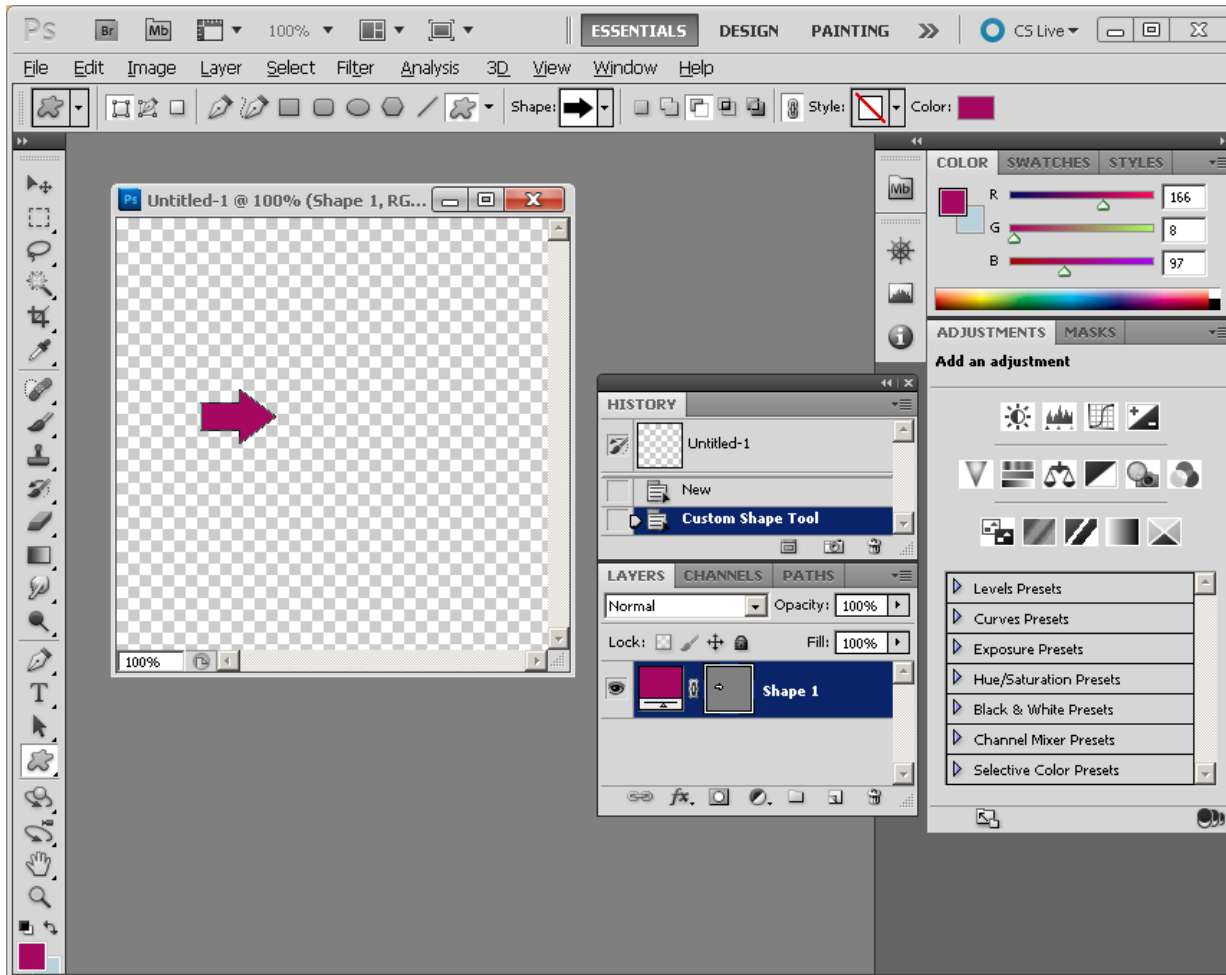 Ps Br Mb 100% ESSENTIALS DESIGN PAINTING CS Live
File Edit Image Layer Select Filter Analysis 3D View Window Help
Shape: Style: Color:
COLOR SWATCHES STYLES
Mb
R 166
G 8
B 97
Ps Untitled-1 @ 100% (Shape 1, RG...
100%
ADJUSTMENTS MASKS
Add an adjustment
HISTORY
Untitled-1
New
Custom Shape Tool
LAYERS CHANNELS PATHS
Normal Opacity: 100%
Lock: Fill: 100%
Shape 1
fx.
Levels Presets
Curves Presets
Exposure Presets
Hue/Saturation Presets
Black & White Presets
Channel Mixer Presets
Selective Color Presets
T